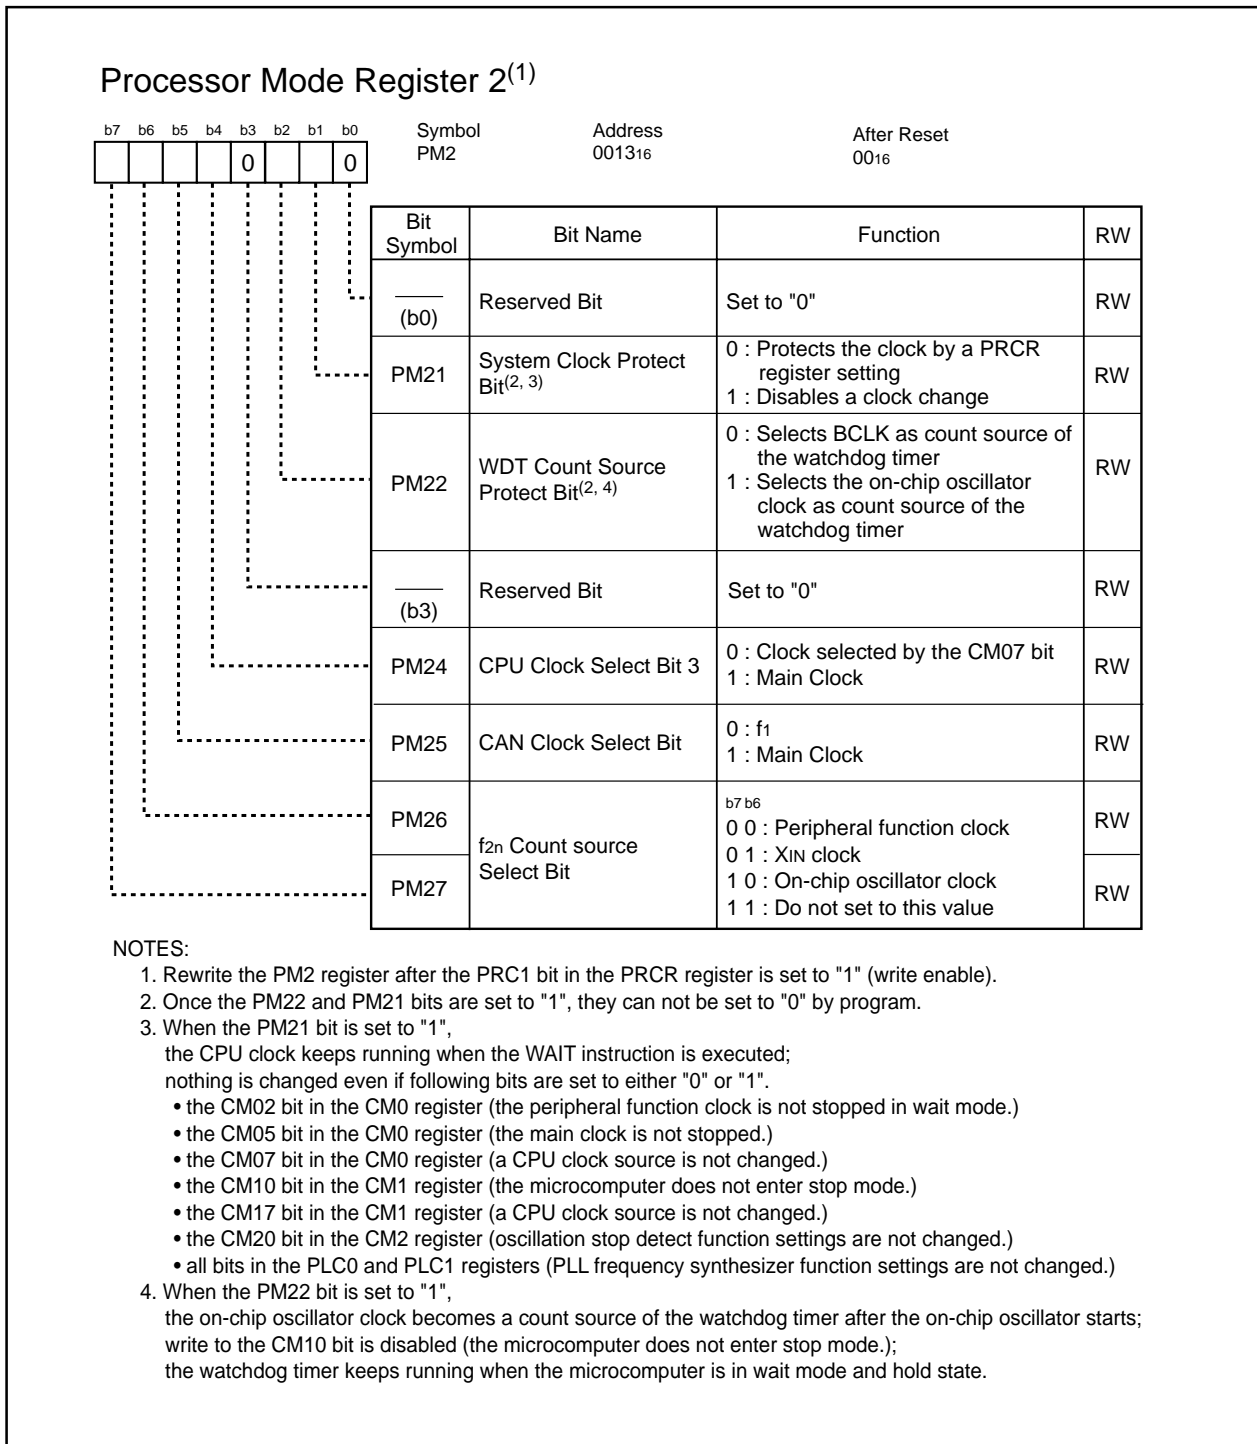 Processor Mode Register 2(1)
b7 b6 b5 b4 b3 b2 b1 b0
0 0
Symbol Address After Reset
PM2 001316 0016
Bit Symbol Bit Name Function RW
(b0) Reserved Bit Set to "0" RW
PM21 System Clock Protect Bit(2, 3) RW
0 : Protects the clock by a PRCR
register setting
1 : Disables a clock change
PM22 WDT Count Source Protect Bit(2, 4) RW
0 : Selects BCLK as count source of
the watchdog timer
1 : Selects the on-chip oscillator
clock as count source of the
watchdog timer
(b3) Reserved Bit Set to "0" RW
PM24 CPU Clock Select Bit 3 RW
0 : Clock selected by the CM07 bit
1 : Main Clock
PM25 CAN Clock Select Bit RW
0 : f1
1 : Main Clock
PM26 RW
PM27 RW
f2n Count source
Select Bit
b7 b6
0 0 : Peripheral function clock
0 1 : XIN clock
1 0 : On-chip oscillator clock
1 1 : Do not set to this value
NOTES:
1. Rewrite the PM2 register after the PRC1 bit in the PRCR register is set to "1" (write enable).
2. Once the PM22 and PM21 bits are set to "1", they can not be set to "0" by program.
3. When the PM21 bit is set to "1",
the CPU clock keeps running when the WAIT instruction is executed;
nothing is changed even if following bits are set to either "0" or "1".
• the CM02 bit in the CM0 register (the peripheral function clock is not stopped in wait mode.)
• the CM05 bit in the CM0 register (the main clock is not stopped.)
• the CM07 bit in the CM0 register (a CPU clock source is not changed.)
• the CM10 bit in the CM1 register (the microcomputer does not enter stop mode.)
• the CM17 bit in the CM1 register (a CPU clock source is not changed.)
• the CM20 bit in the CM2 register (oscillation stop detect function settings are not changed.)
• all bits in the PLC0 and PLC1 registers (PLL frequency synthesizer function settings are not changed.)
4. When the PM22 bit is set to "1",
the on-chip oscillator clock becomes a count source of the watchdog timer after the on-chip oscillator starts;
write to the CM10 bit is disabled (the microcomputer does not enter stop mode.);
the watchdog timer keeps running when the microcomputer is in wait mode and hold state.